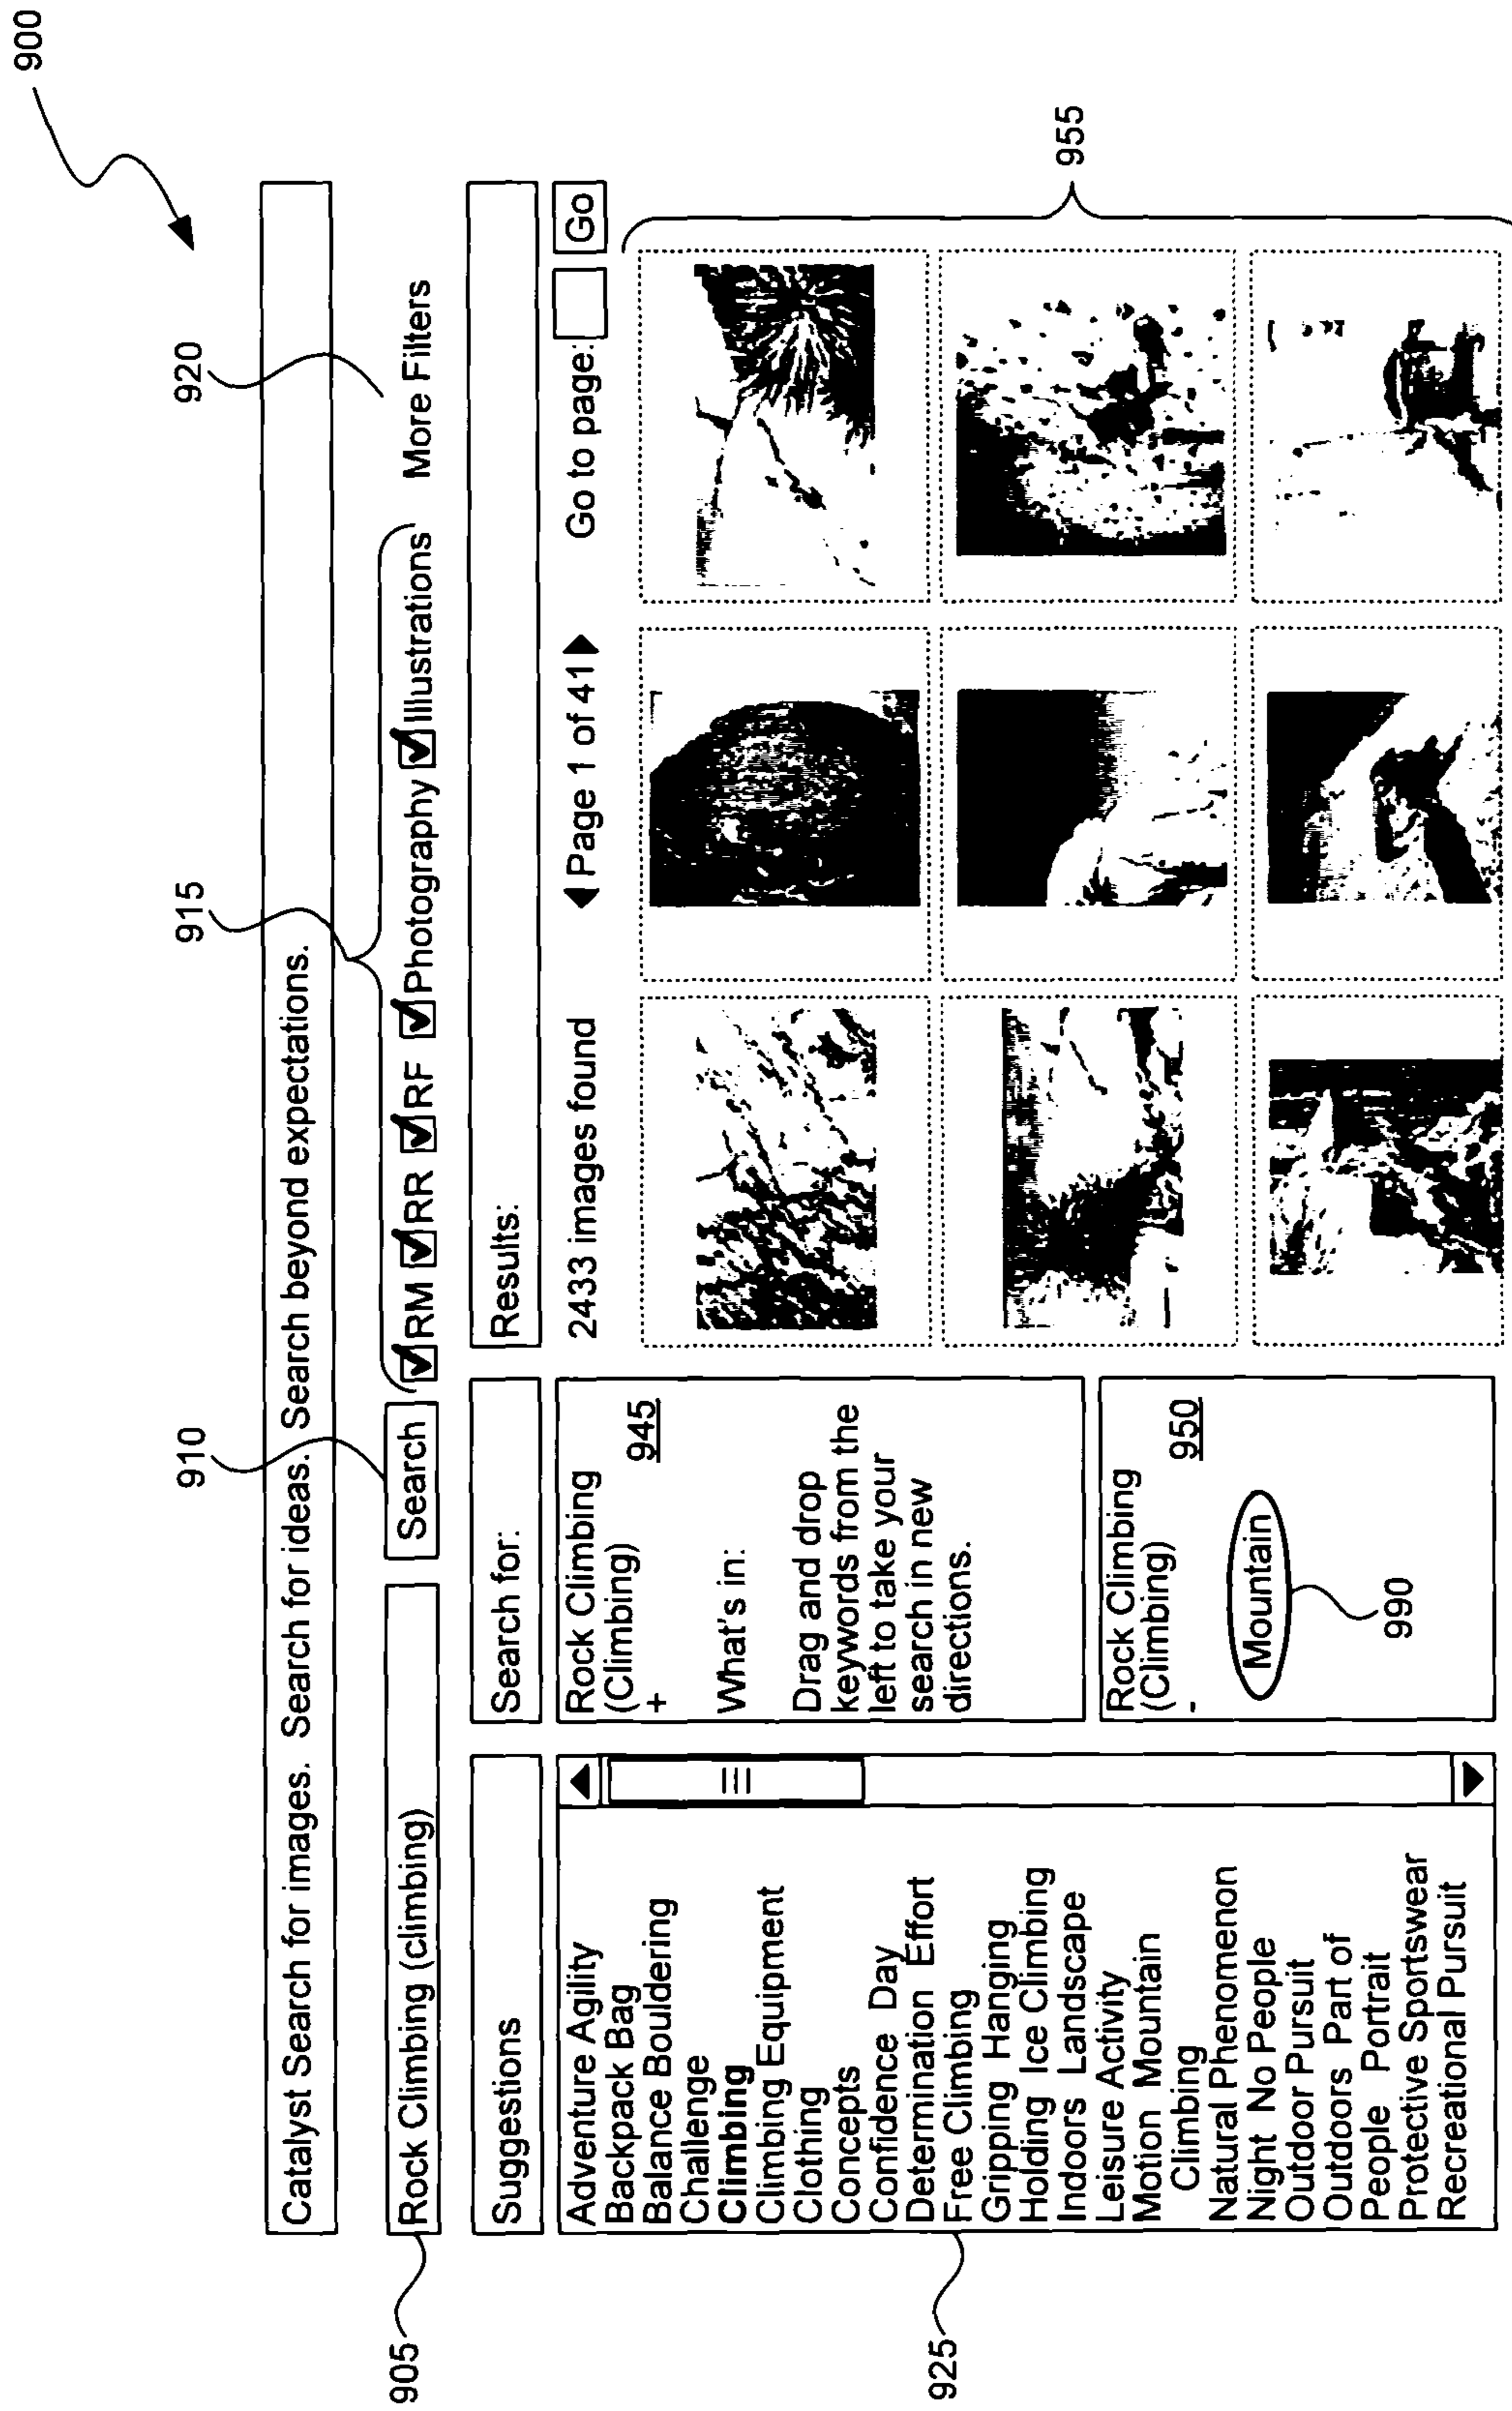 900
920
915
910
Catalyst Search for images. Search for ideas. Search beyond expectations.
905
Rock Climbing (climbing)
Search
RM RR RF Photography Illustrations
More Filters
Suggestions
Search for:
Results:
2433 images found
Page 1 of 41
Go to page:
Go
925
Adventure Agility
Backpack Bag
Balance Bouldering
Challenge
Climbing
Climbing Equipment
Clothing
Concepts
Confidence Day
Determination Effort
Free Climbing
Gripping Hanging
Holding Ice Climbing
Indoors Landscape
Leisure Activity
Motion Mountain
Climbing
Natural Phenomenon
Night No People
Outdoor Pursuit
Outdoors Part of
People Portrait
Protective Sportswear
Recreational Pursuit
Rock Climbing
(Climbing)
+
945
What's in:
Drag and drop
keywords from the
left to take your
search in new
directions.
Rock Climbing
(Climbing)
-
950
Mountain
990
955